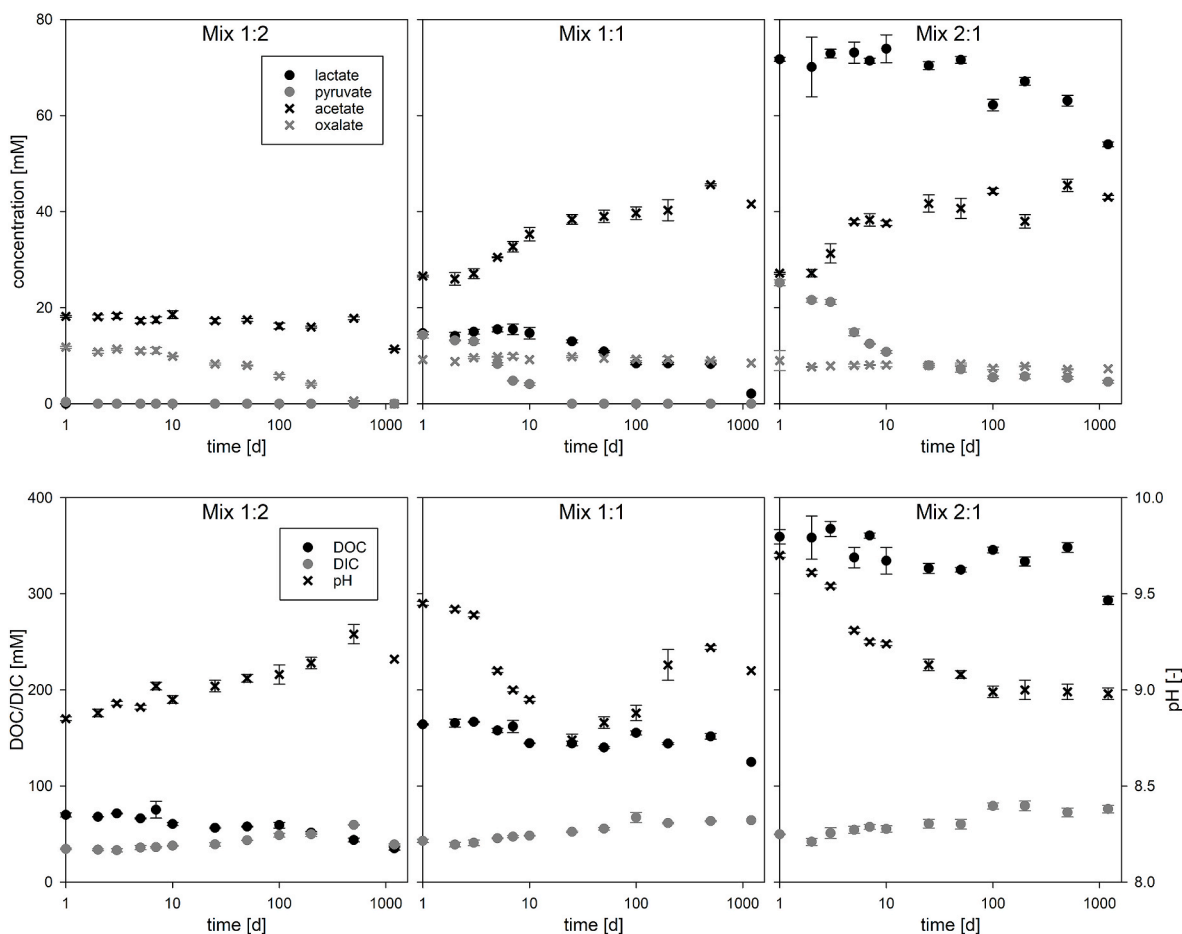 Mix 1:2 Mix 1:1 Mix 2:1
lactate
pyruvate
acetate
oxalate
concentration [mM]
80
60
40
20
0
1 10 100 1000 1 10 100 1000 1 10 100 1000
time [d] time [d] time [d]
Mix 1:2 Mix 1:1 Mix 2:1
DOC
DIC
pH
DOC/DIC [mM]
400
300
200
100
0
10.0
9.5
9.0
8.4
8.0
pH [-]
1 10 100 1000 1 10 100 1000 1 10 100 1000
time [d] time [d] time [d]